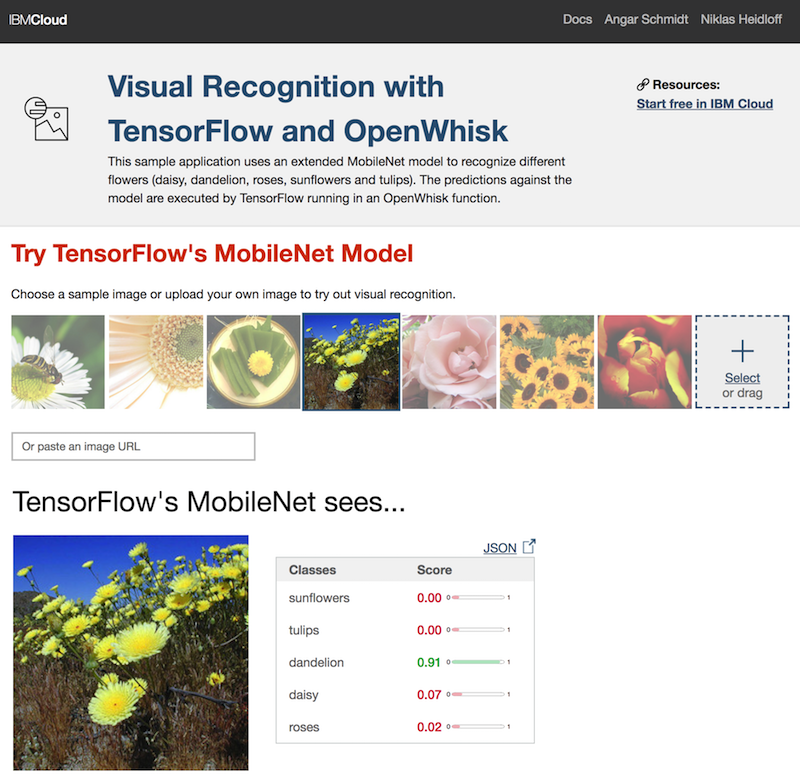 IBMCloud
Docs Angar Schmidt Niklas Heidloff
Visual Recognition with
TensorFlow and OpenWhisk
This sample application uses an extended MobileNet model to recognize different
flowers (daisy, dandelion, roses, sunflowers and tulips). The predictions against the
model are executed by TensorFlow running in an OpenWhisk function.
Resources:
Start free in IBM Cloud
Try TensorFlow's MobileNet Model
Choose a sample image or upload your own image to try out visual recognition.
Select
or drag
Or paste an image URL
TensorFlow's MobileNet sees...
JSON
Classes Score
sunflowers 0.00 0 1
tulips 0.00 0 1
dandelion 0.91 0 1
daisy 0.07 0 1
roses 0.02 0 1